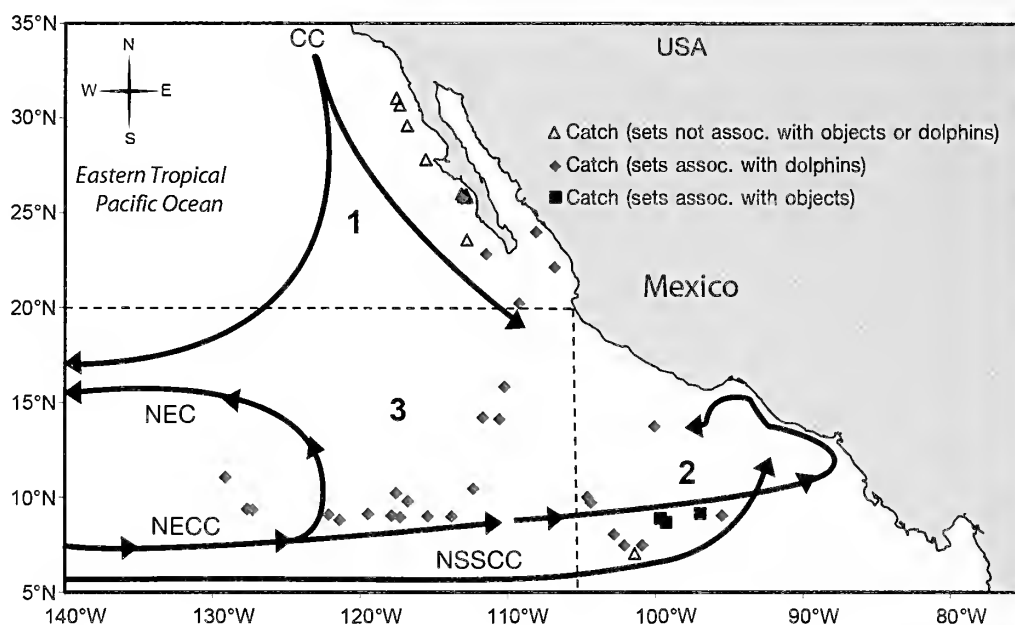 35°N
30°N
25°N
20°N
15°N
10°N
5°N
N
W
E
S
CC
USA
Eastern Tropical
Pacific Ocean
△ Catch (sets not assoc. with objects or dolphins)
◆ Catch (sets assoc. with dolphins)
■ Catch (sets assoc. with objects)
1
Mexico
3
NEC
2
NECC
NSSCC
140°W
130°W
120°W
110°W
100°W
90°W
80°W